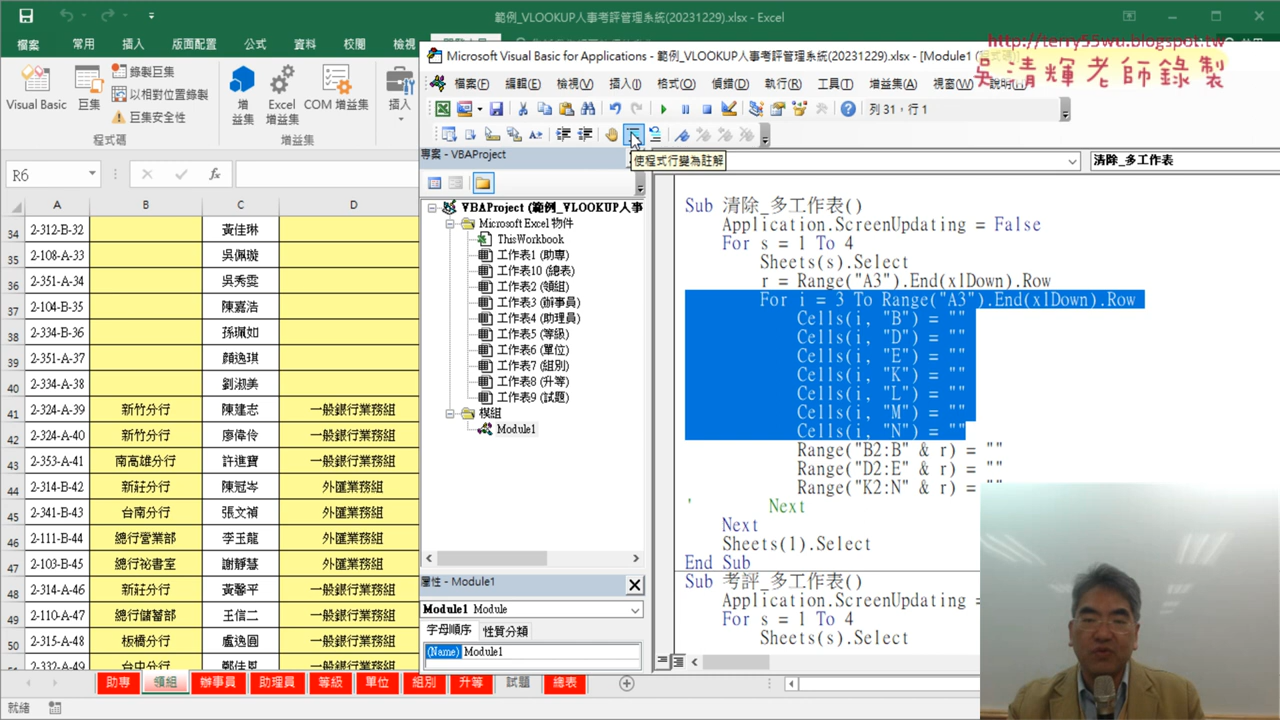 範例_VLOOKUP人事考評管理系統(20231229).xlsx - Excel
檔案 常用 插入 版面配置 公式 資料 校閱 檢視
http://terry55wu.blogspot.tw
吳清輝老師錄製
Visual Basic 巨集 錄製巨集 以相對位置錄製 巨集安全性 增益集 Excel 增益集 COM 增益集 插入
程式碼 增益集
Microsoft Visual Basic for Applications - 範例_VLOOKUP人事考評管理系統(20231229).xlsx - [Module1
檔案(F) 編輯(E) 檢視(V) 插入(I) 格式(O) 偵錯(D) 執行(R) 工具(T) 增益集(A) 視窗(W) 說明(H)
列 31，行 1
使程式行變為註解
R6 fx
A B C D
34 2-312-B-32 黃佳琳
35 2-108-A-33 吳佩璇
36 2-351-A-34 吳秀雯
37 2-104-B-35 陳嘉浩
38 2-334-B-36 孫珮如
39 2-351-A-37 顏逸琪
40 2-334-A-38 劉淑美
41 2-324-A-39 新竹分行 陳建志 一般銀行業務組
42 2-324-A-40 新竹分行 廖偉伶 一般銀行業務組
43 2-353-A-41 南高雄分行 許進寶 一般銀行業務組
44 2-314-B-42 新莊分行 陳冠岑 外匯業務組
45 2-341-B-43 台南分行 張文禎 外匯業務組
46 2-111-B-44 總行營業部 李玉龍 外匯業務組
47 2-103-B-45 總行祕書室 謝靜慧 外匯業務組
48 2-314-A-46 新莊分行 黃馨平 一般銀行業務組
49 2-110-A-47 總行儲蓄部 王信二 一般銀行業務組
50 2-315-A-48 板橋分行 盧逸圓 一般銀行業務組
2-332-A-49 台中分行 鄭佳恩 一般銀行業務組
助專 領組 辦事員 助理員 等級 單位 組別 升等 試題 總表
就緒
專案 - VBAProject
VBAProject (範例_VLOOKUP人事
Microsoft Excel 物件
ThisWorkbook
工作表1 (助專)
工作表10 (總表)
工作表2 (領組)
工作表3 (辦事員)
工作表4 (助理員)
工作表5 (等級)
工作表6 (單位)
工作表7 (組別)
工作表8 (升等)
工作表9 (試題)
模組
Module1
屬性 - Module1
Module1 Module
字母順序 性質分類
(Name) Module1
清除_多工作表
Sub 清除_多工作表()
Application.ScreenUpdating = False
For s = 1 To 4
Sheets(s).Select
r = Range("A3").End(xlDown).Row
For i = 3 To Range("A3").End(xlDown).Row
Cells(i, "B") = ""
Cells(i, "D") = ""
Cells(i, "E") = ""
Cells(i, "K") = ""
Cells(i, "L") = ""
Cells(i, "M") = ""
Cells(i, "N") = ""
Range("B2:B" & r) = ""
Range("D2:E" & r) = ""
Range("K2:N" & r) = ""
' Next
Next
Sheets(1).Select
End Sub
Sub 考評_多工作表()
Application.ScreenUpdating =
For s = 1 To 4
Sheets(s).Select